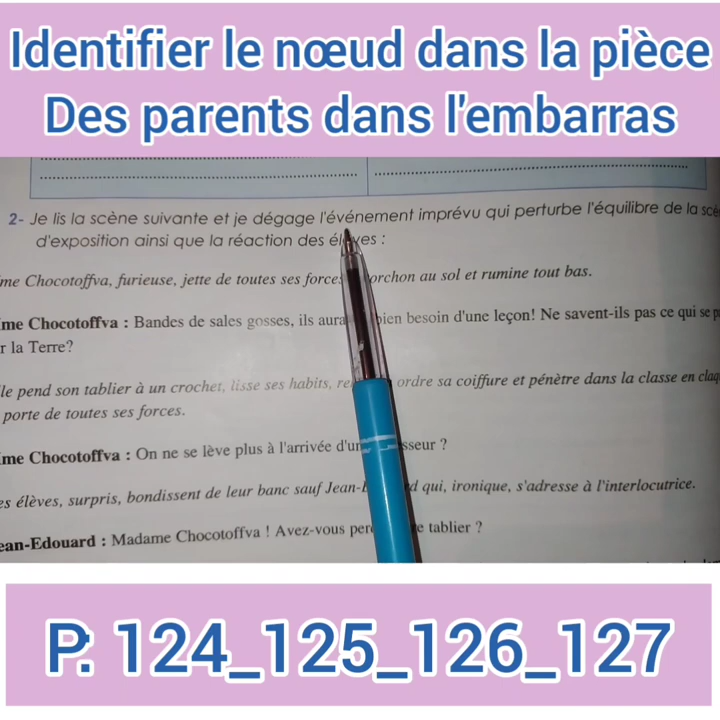 Identifier le nœud dans la pièce
Des parents dans l'embarras
2- Je lis la scène suivante et je dégage l'événement imprévu qui perturbe l'équilibre de la
d'exposition ainsi que la réaction des :
me Chocotoffva, furieuse, jette de toutes ses au sol et rumine tout bas.
me Chocotoffva : Bandes de sales gosses, ils bien besoin d'une leçon! Ne savent-ils pas ce qui se
r la Terre?
le pend son tablier à un crochet, lisse ses habits, ordre sa coiffure et pénètre dans la classe en
porte de toutes ses forces.
me Chocotoffva : On ne se lève plus à l'arrivée ?
es élèves, surpris, bondissent de leur banc sauf qui, ironique, s'adresse à l'interlocutrice.
ean-Edouard : Madame Chocotoffva ! Avez-vous tablier ?
P. 124_125_126_127